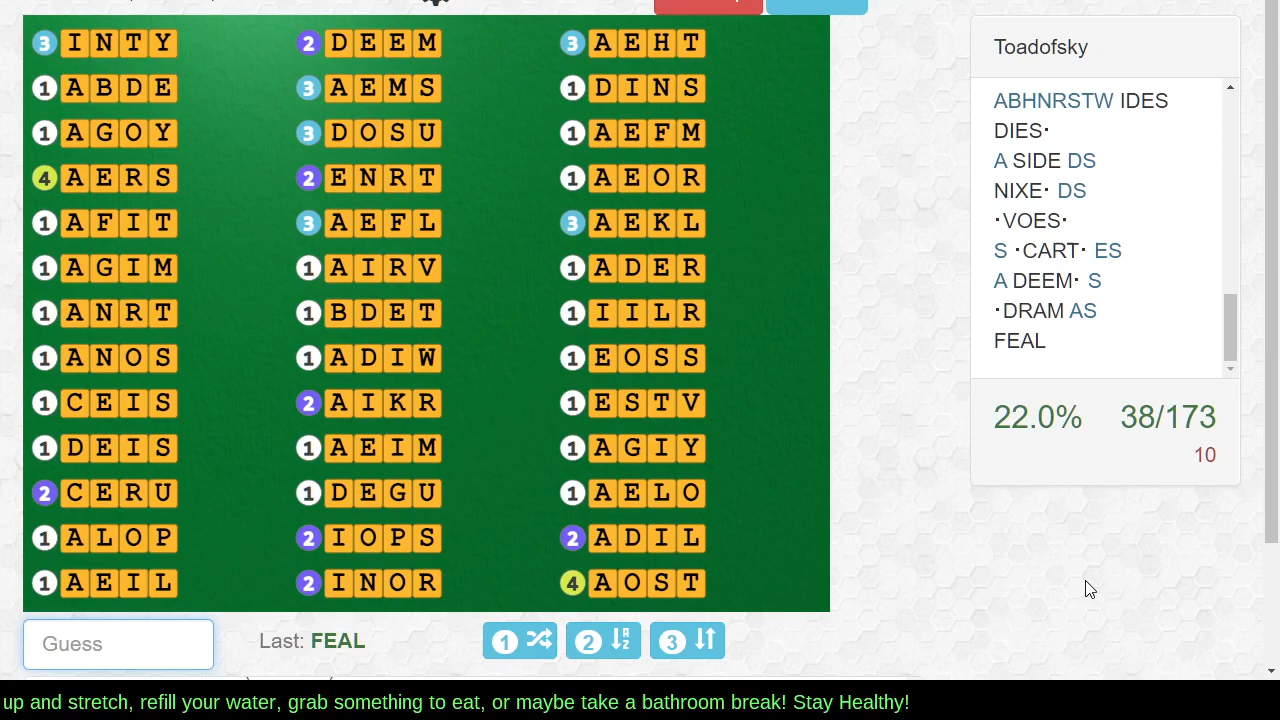 3 INTY 2 DEEM 3 AEHT
1 ABDE 3 AEMS 1 DINS
1 AGOY 3 DOSU 1 AEFM
4 AERS 2 ENRT 1 AEOR
1 AFIT 3 AEFL 3 AEKL
1 AGIM 1 AIRV 1 ADER
1 ANRT 1 BDET 1 IILR
1 ANOS 1 ADIW 1 EOSS
1 CEIS 2 AIKR 1 ESTV
1 DEIS 1 AEIM 1 AGIY
2 CERU 1 DEGU 1 AELO
1 ALOP 2 IOPS 2 ADIL
1 AEIL 2 INOR 4 AOST
Guess
Last: FEAL
1 2 3
Toadofsky
ABHNRSTW IDES
DIES·
A SIDE DS
NIXE· DS
·VOES·
S ·CART· ES
A DEEM· S
·DRAM AS
FEAL
22.0% 38/173
10
up and stretch, refill your water, grab something to eat, or maybe take a bathroom break! Stay Healthy!